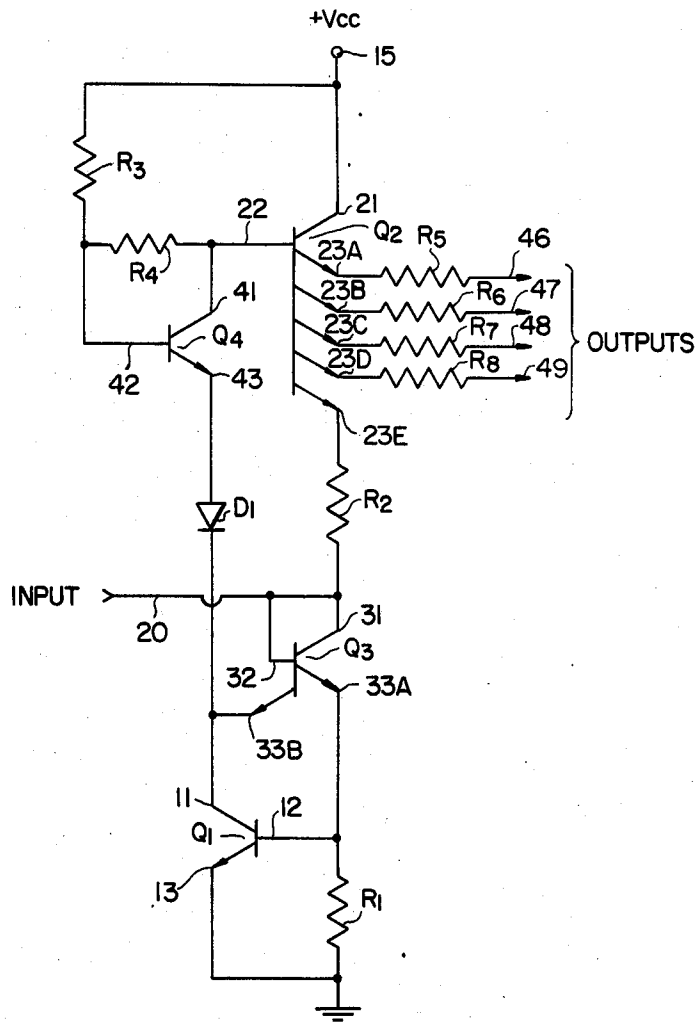 +Vcc
15
R3
22
21
Q2
R4
23A
R5
46
23B
R6
47
41
23C
R7
48
OUTPUTS
Q4
42
43
23D
R8
49
23E
D1
R2
INPUT
20
31
32
Q3
33A
33B
11
12
Q1
13
R1